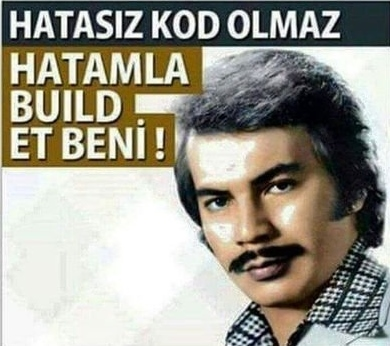 HATASIZ KOD OLMAZ
HATAMLA
BUILD
ET BENİ !